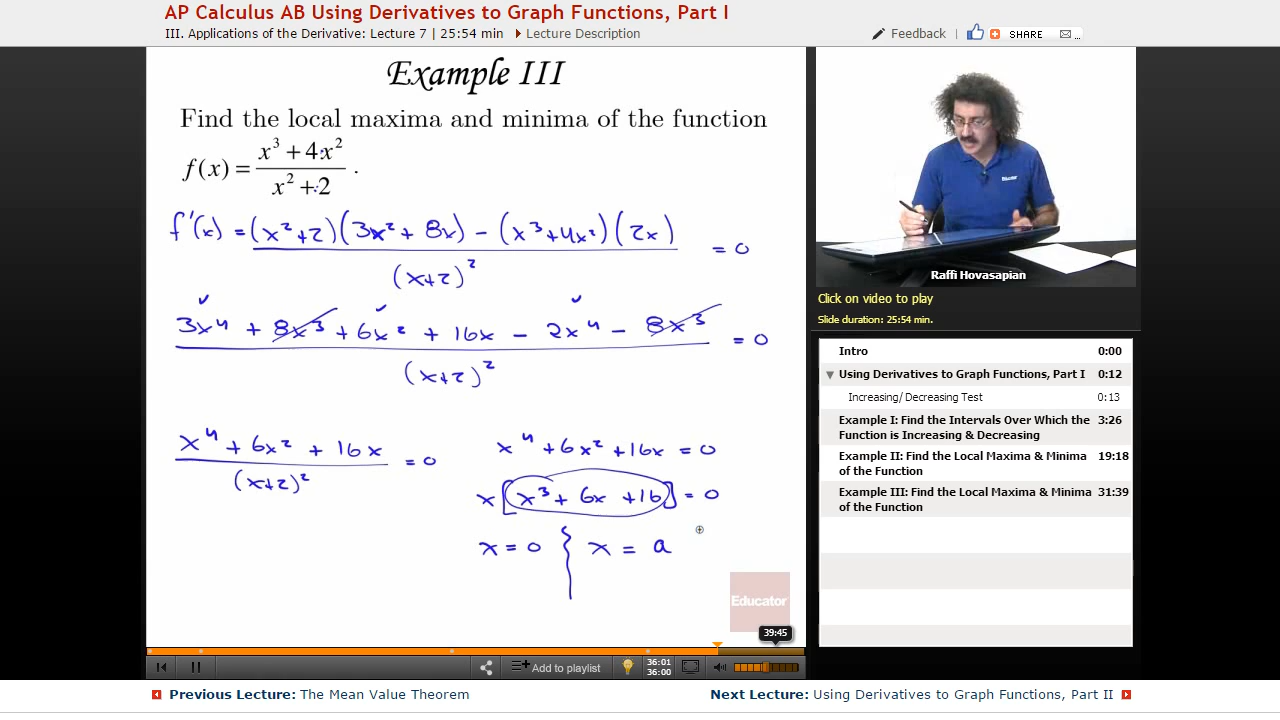 AP Calculus AB Using Derivatives to Graph Functions, Part I
III. Applications of the Derivative: Lecture 7 | 25:54 min Lecture Description
Feedback | SHARE
Example III
Find the local maxima and minima of the function
f(x) = (x³ + 4x²) / (x² + 2) .
f'(x) = ((x²+2)(3x² + 8x) − (x³+4x²)(2x)) / (x+2)² = 0
(3x⁴ + 8x³ + 6x² + 16x − 2x⁴ − 8x³) / (x+2)² = 0
(x⁴ + 6x² + 16x) / (x+2)² = 0
x⁴ + 6x² + 16x = 0
x[x³ + 6x + 16] = 0
x = 0 { x = a
Educator
39:45
Add to playlist
36:01
36:00
Educator
Raffi Hovasapian
Click on video to play
Slide duration: 25:54 min.
Intro 0:00
Using Derivatives to Graph Functions, Part I 0:12
Increasing/ Decreasing Test 0:13
Example I: Find the Intervals Over Which the 3:26
Function is Increasing & Decreasing
Example II: Find the Local Maxima & Minima 19:18
of the Function
Example III: Find the Local Maxima & Minima 31:39
of the Function
Previous Lecture: The Mean Value Theorem
Next Lecture: Using Derivatives to Graph Functions, Part II